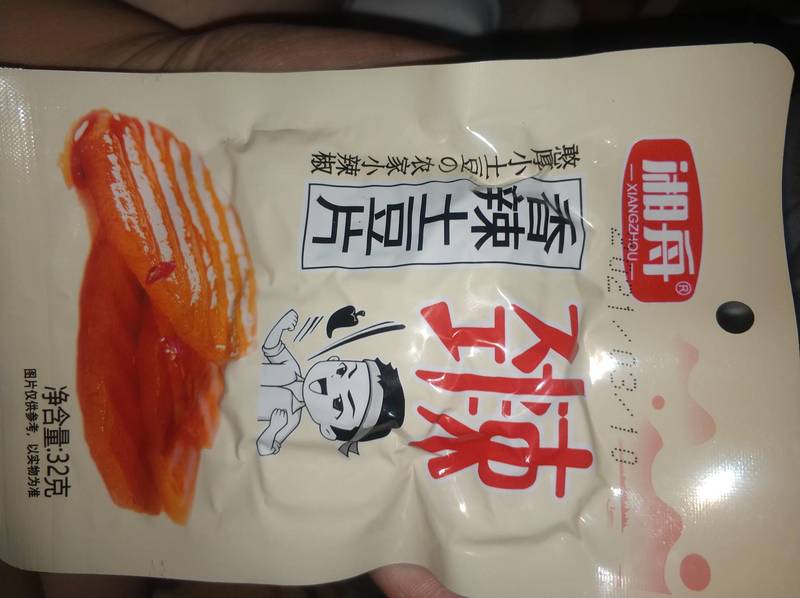 湘舟®
XIANGZHOU
2021/03/10
憨厚小土豆の农家小辣椒
香辣土豆片
净含量:32克
图片仅供参考，以实物为准